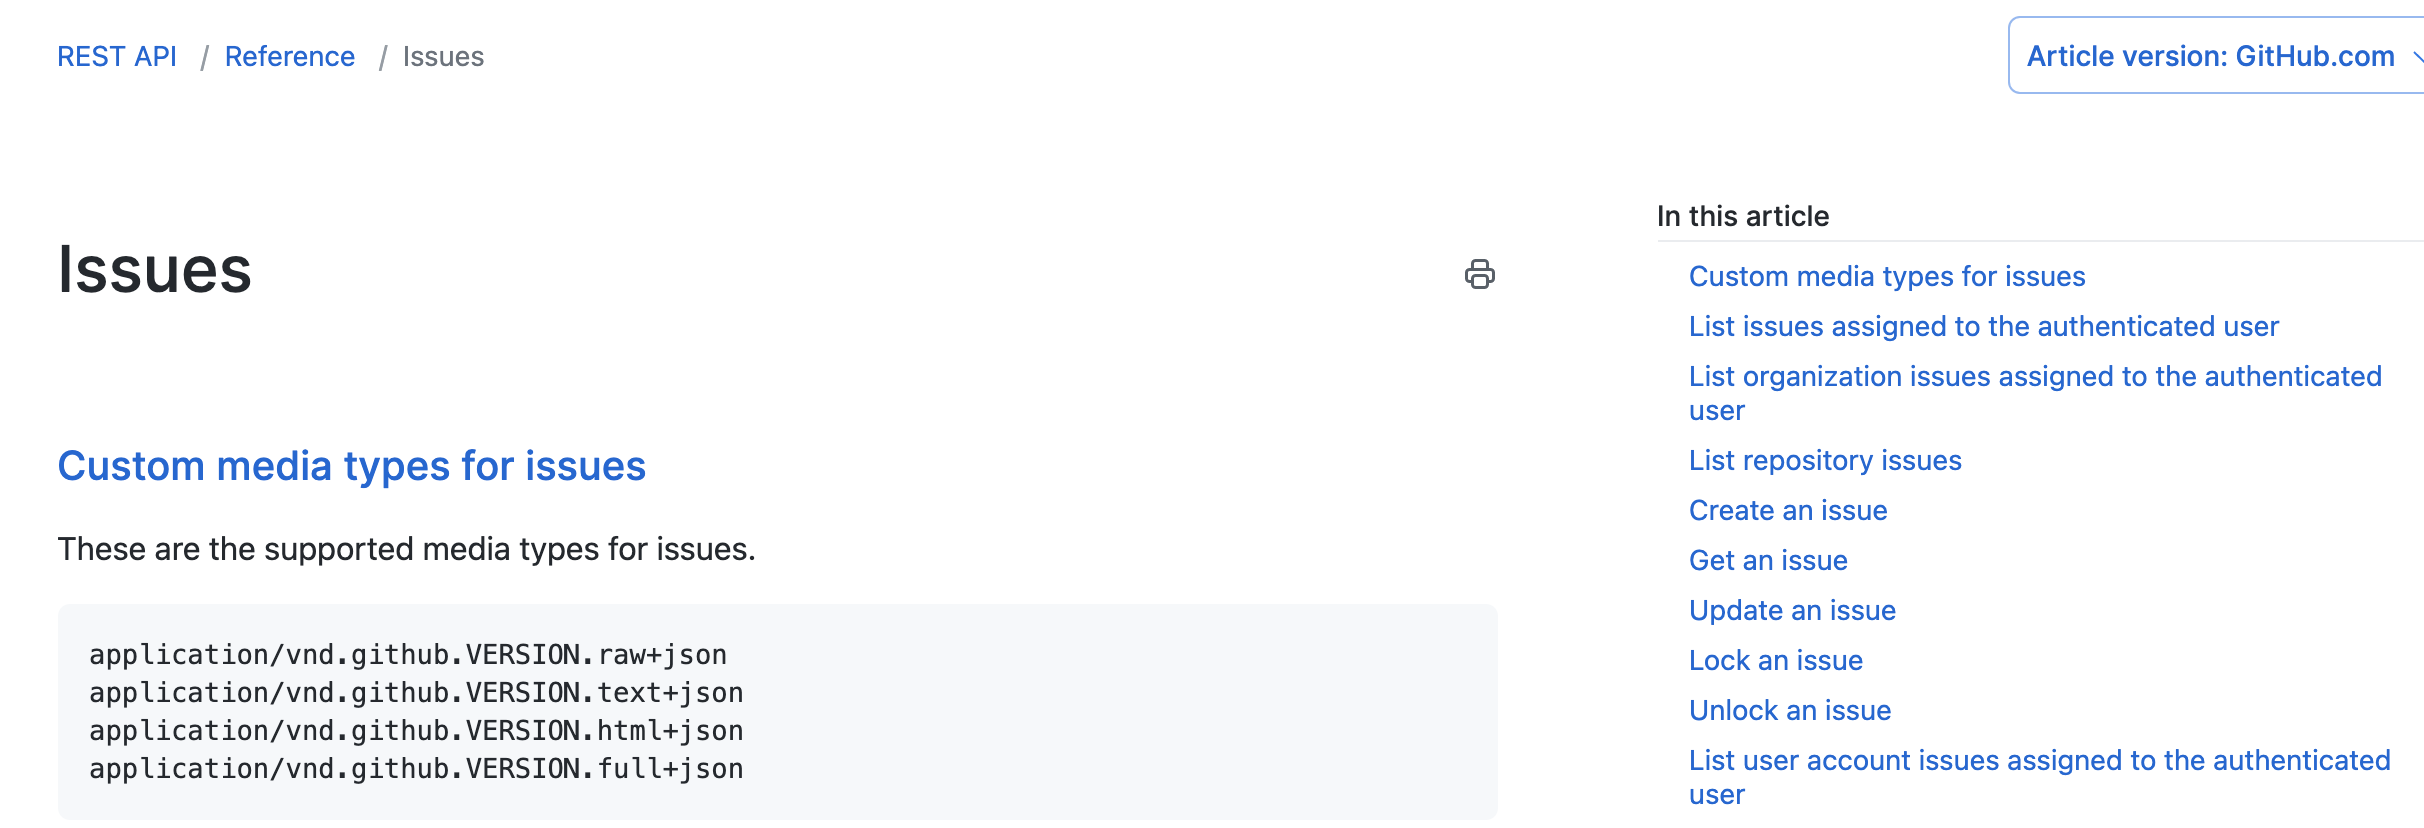 REST API / Reference / Issues
Article version: GitHub.com
Issues
Custom media types for issues
These are the supported media types for issues.
application/vnd.github.VERSION.raw+json
application/vnd.github.VERSION.text+json
application/vnd.github.VERSION.html+json
application/vnd.github.VERSION.full+json
In this article
Custom media types for issues
List issues assigned to the authenticated user
List organization issues assigned to the authenticated
user
List repository issues
Create an issue
Get an issue
Update an issue
Lock an issue
Unlock an issue
List user account issues assigned to the authenticated
user